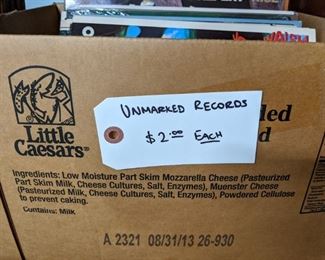 UNMARKED RECORDS
$2.00 EACH
Little
Caesars®
Ingredients: Low Moisture Part Skim Mozzarella Cheese (Pasteurized
Part Skim Milk, Cheese Cultures, Salt, Enzymes), Muenster Cheese
(Pasteurized Milk, Cheese Cultures, Salt, Enzymes), Powdered Cellulose
to prevent caking.
Contains: Milk
A 2321 08/31/13 26-930